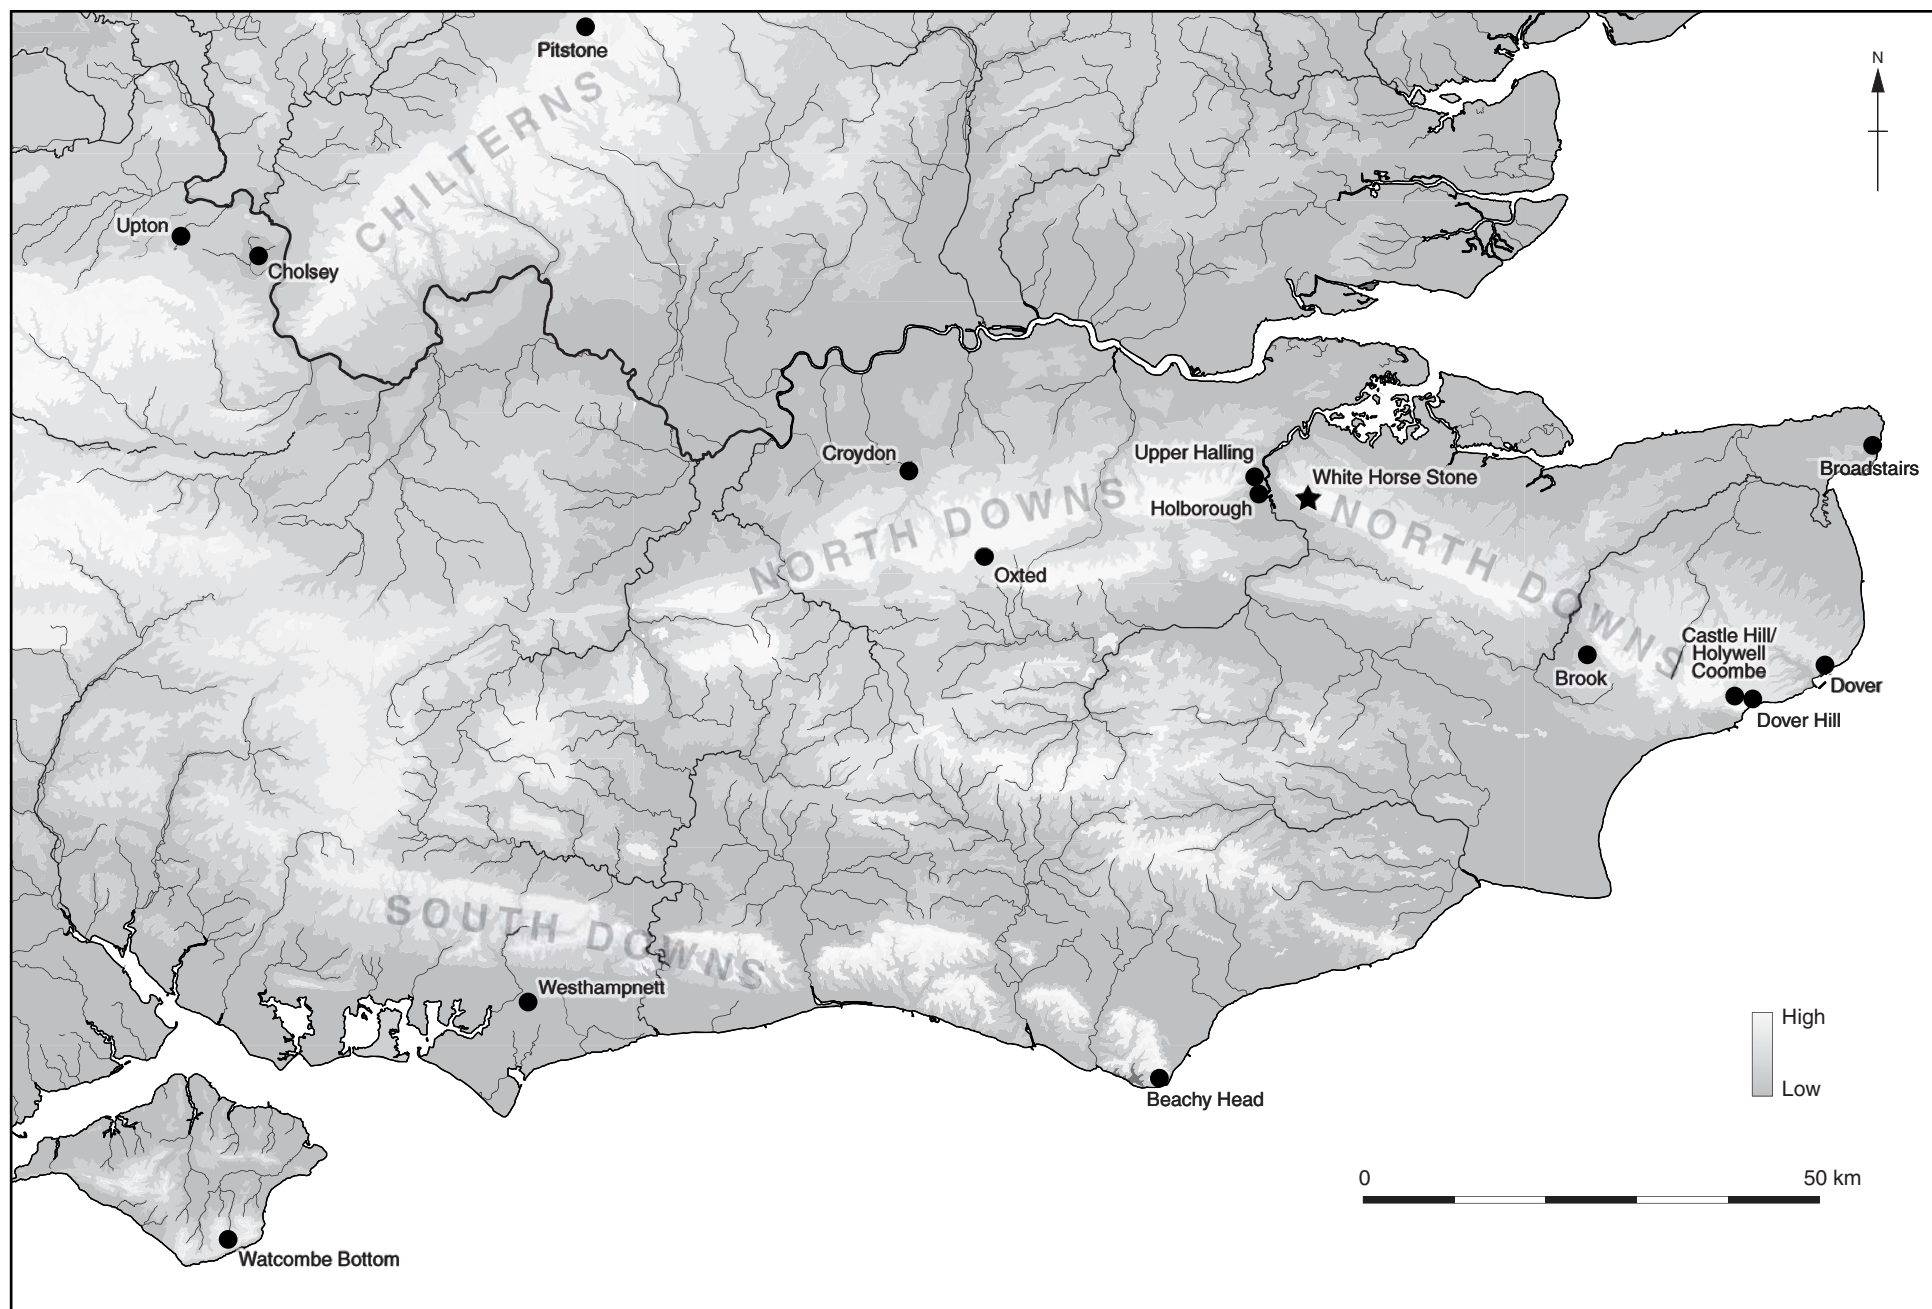 Pitstone
N
CHILTERNS
Upton
Cholsey
Croydon
Upper Halling
White Horse Stone
Broadstairs
Holborough
NORTH DOWNS
NORTH DOWNS
Oxted
Castle Hill/
Holywell
Coombe
Brook
Dover
Dover Hill
SOUTH DOWNS
Westhampnett
High
Low
Beachy Head
0
50 km
Watcombe Bottom